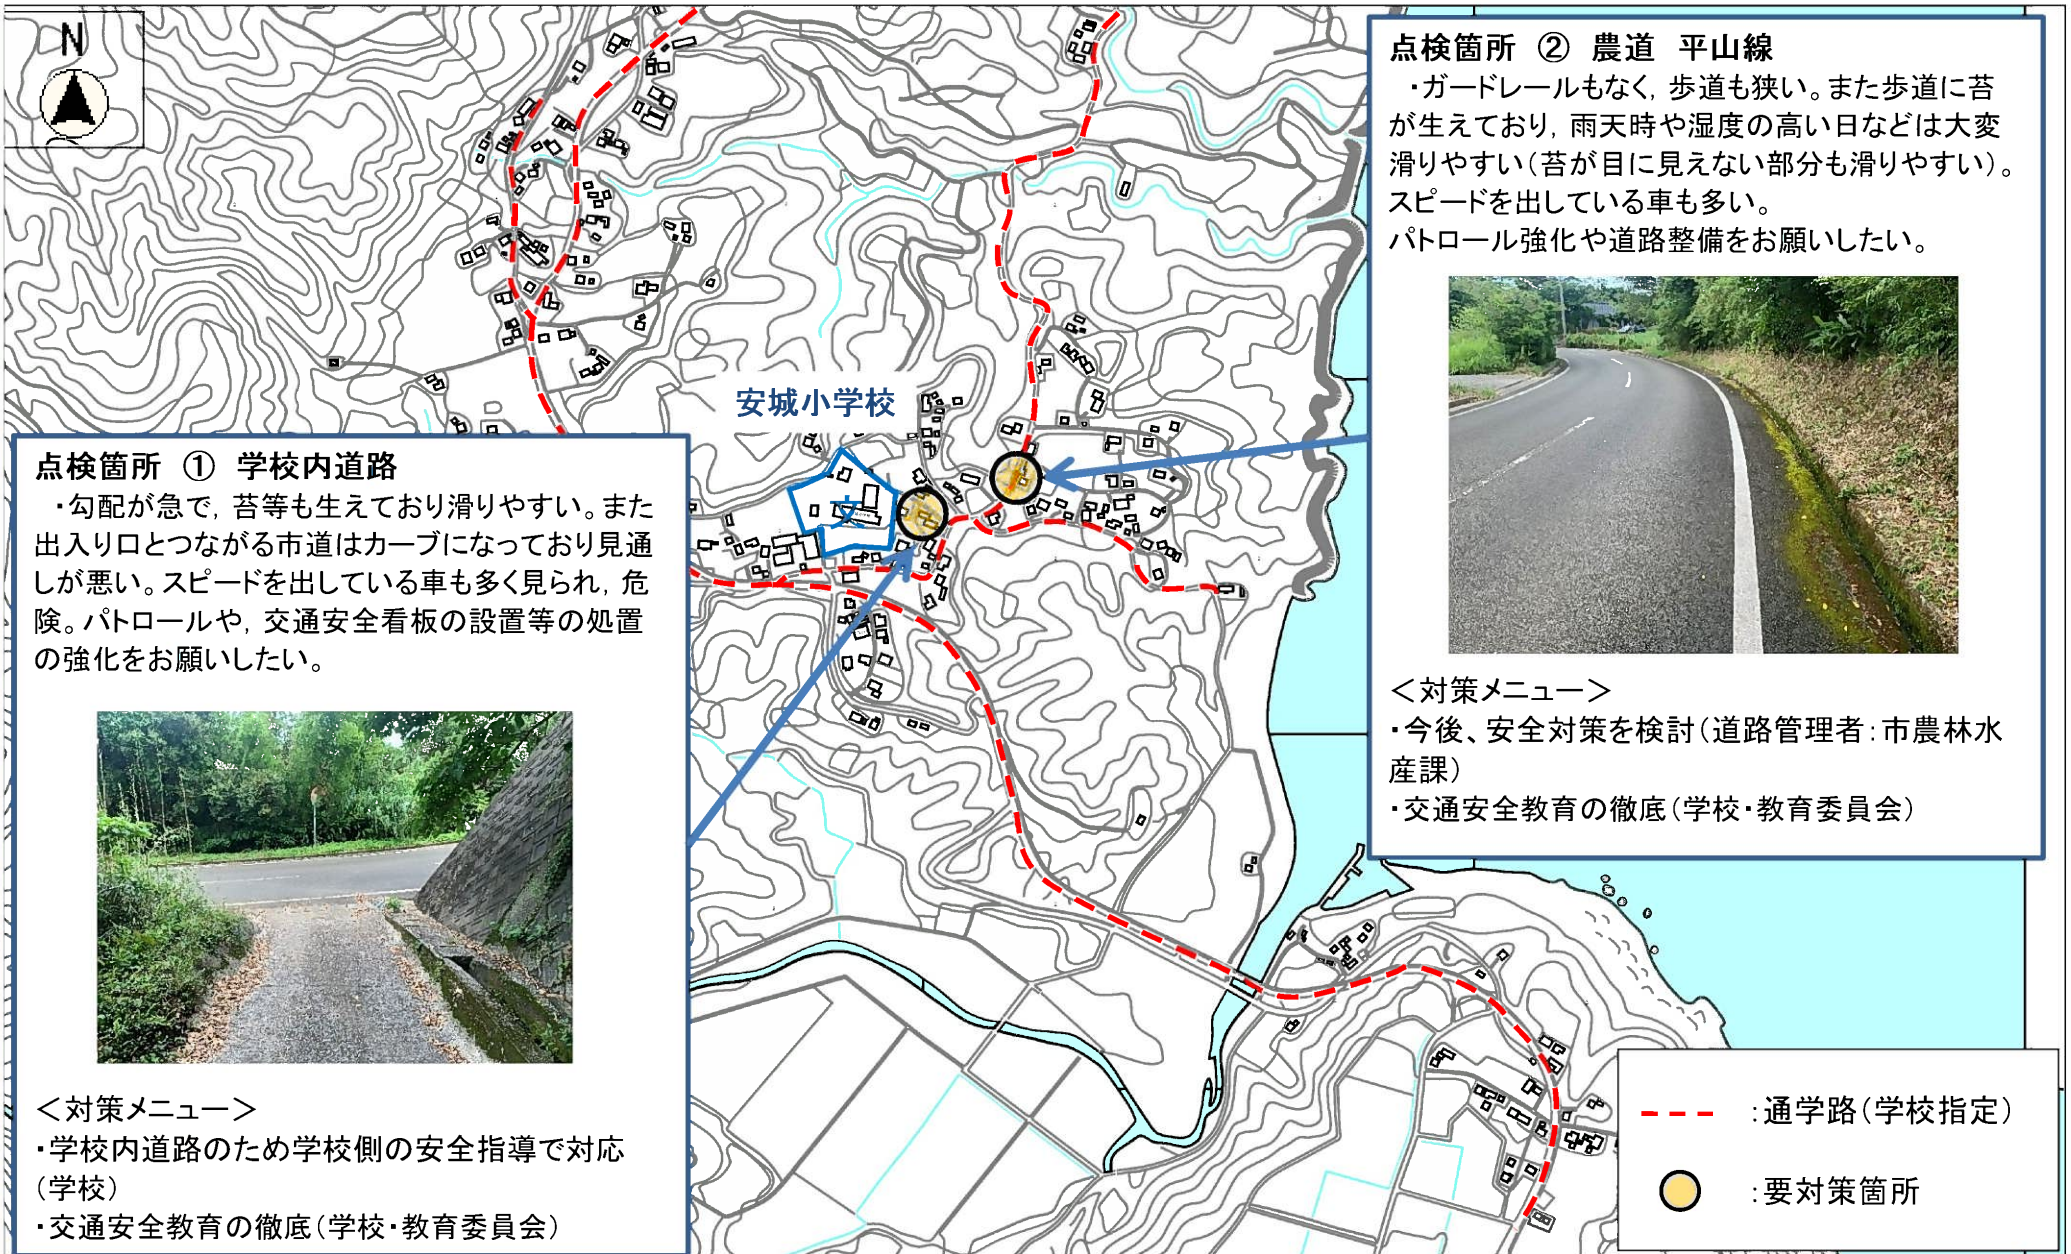 N
点検箇所 ② 農道 平山線
・ガードレールもなく，歩道も狭い。また歩道に苔
が生えており，雨天時や湿度の高い日などは大変
滑りやすい（苔が目に見えない部分も滑りやすい）。
スピードを出している車も多い。
パトロール強化や道路整備をお願いしたい。
＜対策メニュー＞
・今後、安全対策を検討（道路管理者：市農林水
産課）
・交通安全教育の徹底（学校・教育委員会）
安城小学校
文
点検箇所 ① 学校内道路
・勾配が急で，苔等も生えており滑りやすい。また
出入り口とつながる市道はカーブになっており見通
しが悪い。スピードを出している車も多く見られ，危
険。パトロールや，交通安全看板の設置等の処置
の強化をお願いしたい。
＜対策メニュー＞
・学校内道路のため学校側の安全指導で対応
（学校）
・交通安全教育の徹底（学校・教育委員会）
：通学路（学校指定）
：要対策箇所